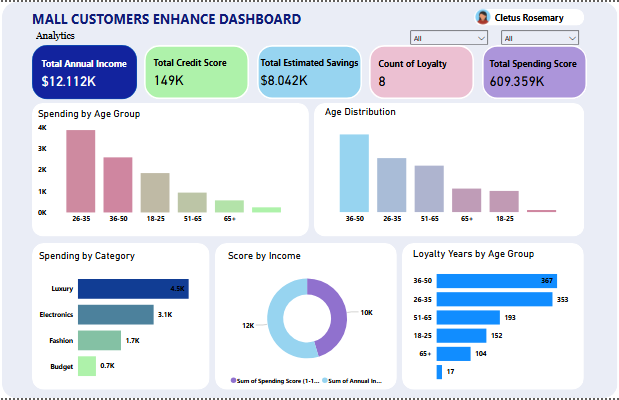 MALL CUSTOMERS ENHANCE DASHBOARD
Cletus Rosemary
Analytics
All
All
Total Annual Income
$12.112K
Total Credit Score
149K
Total Estimated Savings
$8.042K
Count of Loyalty
8
Total Spending Score
609.359K
Spending by Age Group
4K
3K
2K
1K
0K
26-35 36-50 18-25 51-65 65+
Age Distribution
36-50 26-35 51-65 65+ 18-25
Spending by Category
Luxury 4.5K
Electronics 3.1K
Fashion 1.7K
Budget 0.7K
Score by Income
12K
10K
Sum of Spending Score (1-1... Sum of Annual In...
Loyalty Years by Age Group
36-50 367
26-35 353
51-65 193
18-25 152
65+ 104
17